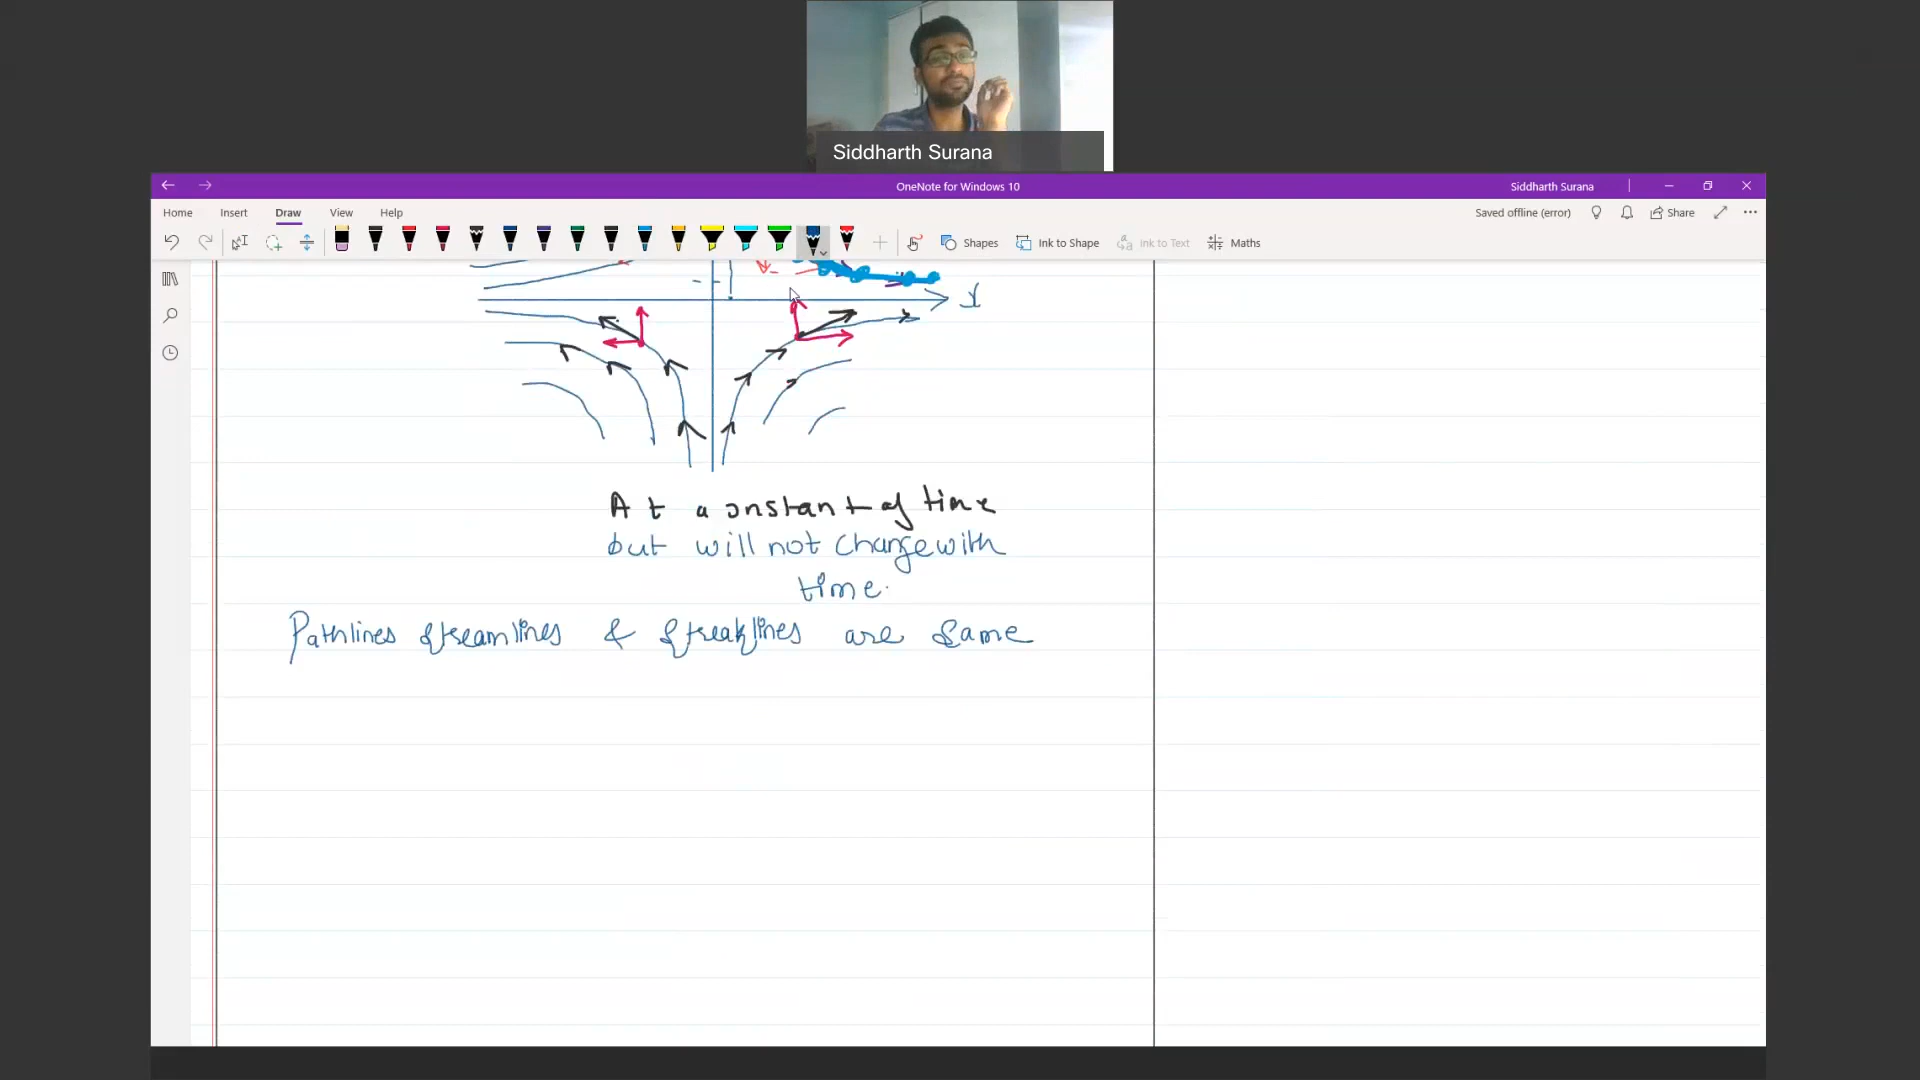 Siddharth Surana
OneNote for Windows 10
Siddharth Surana
Home Insert Draw View Help
Saved offline (error) Share
Shapes Ink to Shape Ink to Text Maths
x
At a onstant of time
but will not change with
time.
Pathlines streamlines & streaklines are same